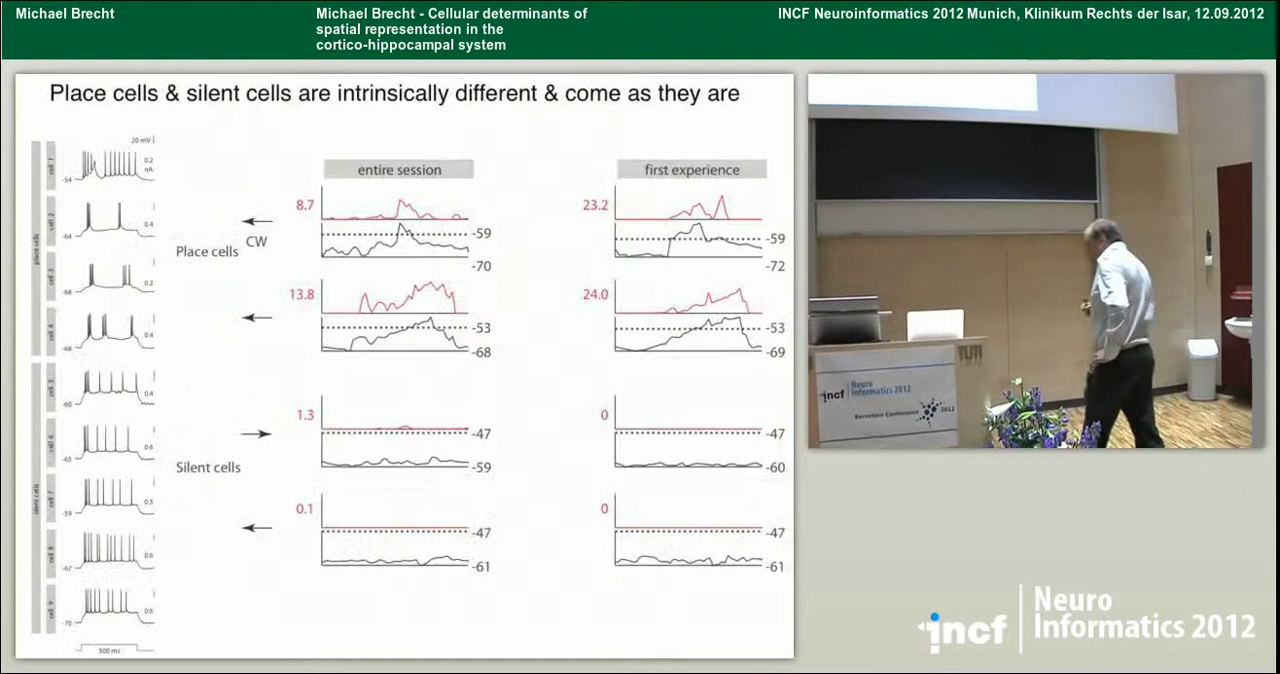 Michael Brecht
Michael Brecht - Cellular determinants of
spatial representation in the
cortico-hippocampal system
INCF Neuroinformatics 2012 Munich, Klinikum Rechts der Isar, 12.09.2012
Place cells & silent cells are intrinsically different & come as they are
20 mV
cell 1
0.2
nA
-54
cell 2
0.4
-64
place cells
cell 3
0.2
-68
cell 4
0.4
-68
cell 5
0.4
-60
cell 6
0.6
-65
silent cells
cell 7
0.5
-59
cell 8
0.6
-67
cell 9
0.6
-70
300 ms
Place cells
CW
Silent cells
entire session
8.7
-59
-70
13.8
-53
-68
1.3
-47
-59
0.1
-47
-61
first experience
23.2
-59
-72
24.0
-53
-69
0
-47
-60
0
-47
-61
incf
Neuro
Informatics 2012
Bernstein Conference 2012
incf
Neuro
Informatics 2012